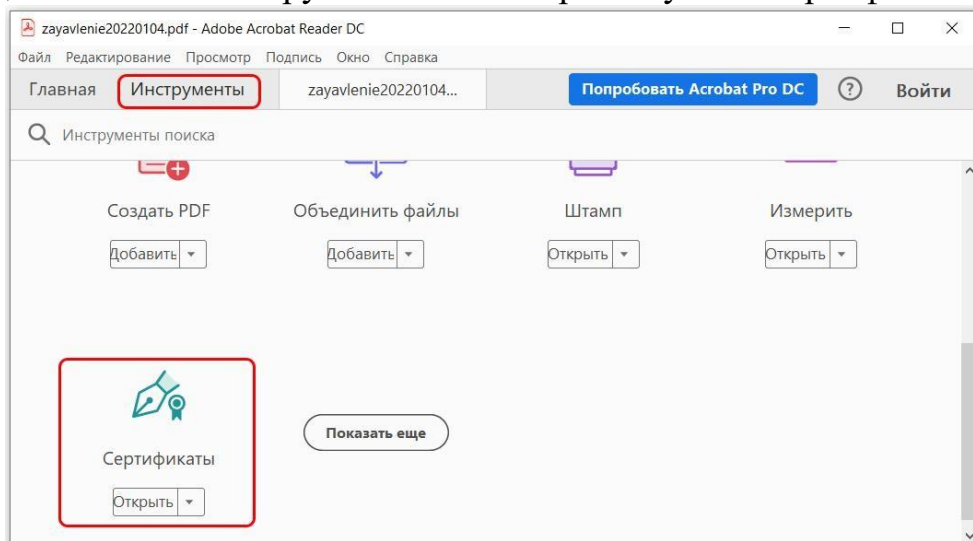 zayavlenie20220104.pdf - Adobe Acrobat Reader DC
Файл Редактирование Просмотр Подпись Окно Справка
Главная Инструменты zayavlenie20220104... Попробовать Acrobat Pro DC ? Войти
Инструменты поиска
Создать PDF Объединить файлы Штамп Измерить
Добавить Добавить Открыть Открыть
Показать еще
Сертификаты
Открыть